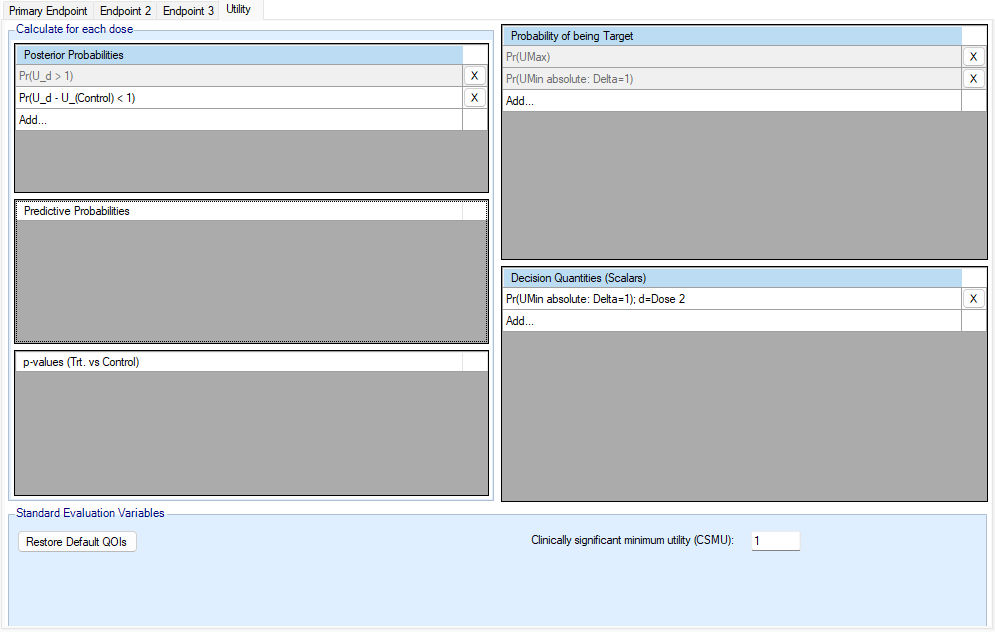 Primary Endpoint Endpoint 2 Endpoint 3 Utility
Calculate for each dose
Posterior Probabilities
Pr(U_d > 1) X
Pr(U_d - U_(Control) < 1) X
Add...
Predictive Probabilities
p-values (Trt. vs Control)
Probability of being Target
Pr(UMax) X
Pr(UMin absolute: Delta=1) X
Add...
Decision Quantities (Scalars)
Pr(UMin absolute: Delta=1); d=Dose 2 X
Add...
Standard Evaluation Variables
Restore Default QOIs Clinically significant minimum utility (CSMU): 1